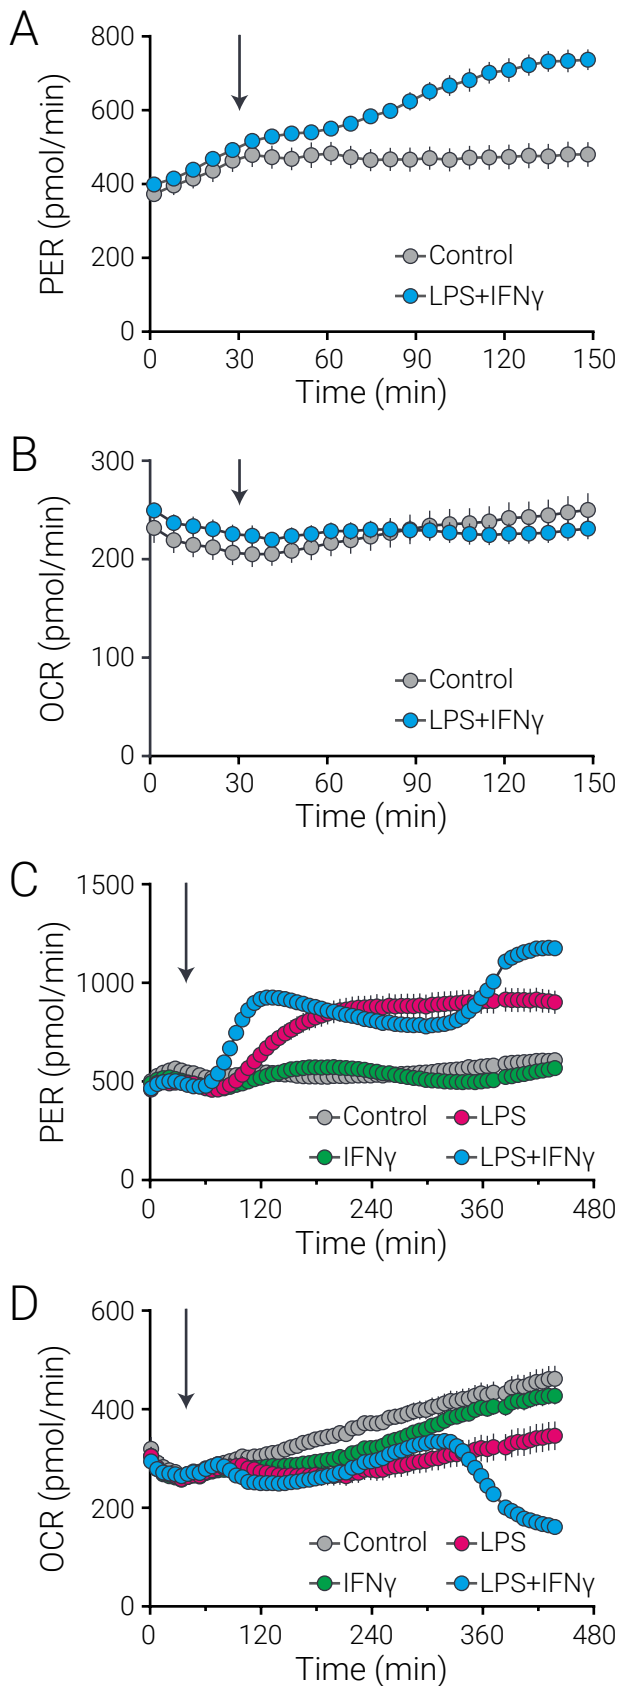 A
PER (pmol/min)
800
600
400
200
0
Control
LPS+IFNγ
0 30 60 90 120 150
Time (min)
B
OCR (pmol/min)
300
200
100
0
Control
LPS+IFNγ
0 30 60 90 120 150
Time (min)
C
PER (pmol/min)
1500
1000
500
0
Control LPS
IFNγ LPS+IFNγ
0 120 240 360 480
Time (min)
D
OCR (pmol/min)
600
400
200
0
Control LPS
IFNγ LPS+IFNγ
0 120 240 360 480
Time (min)